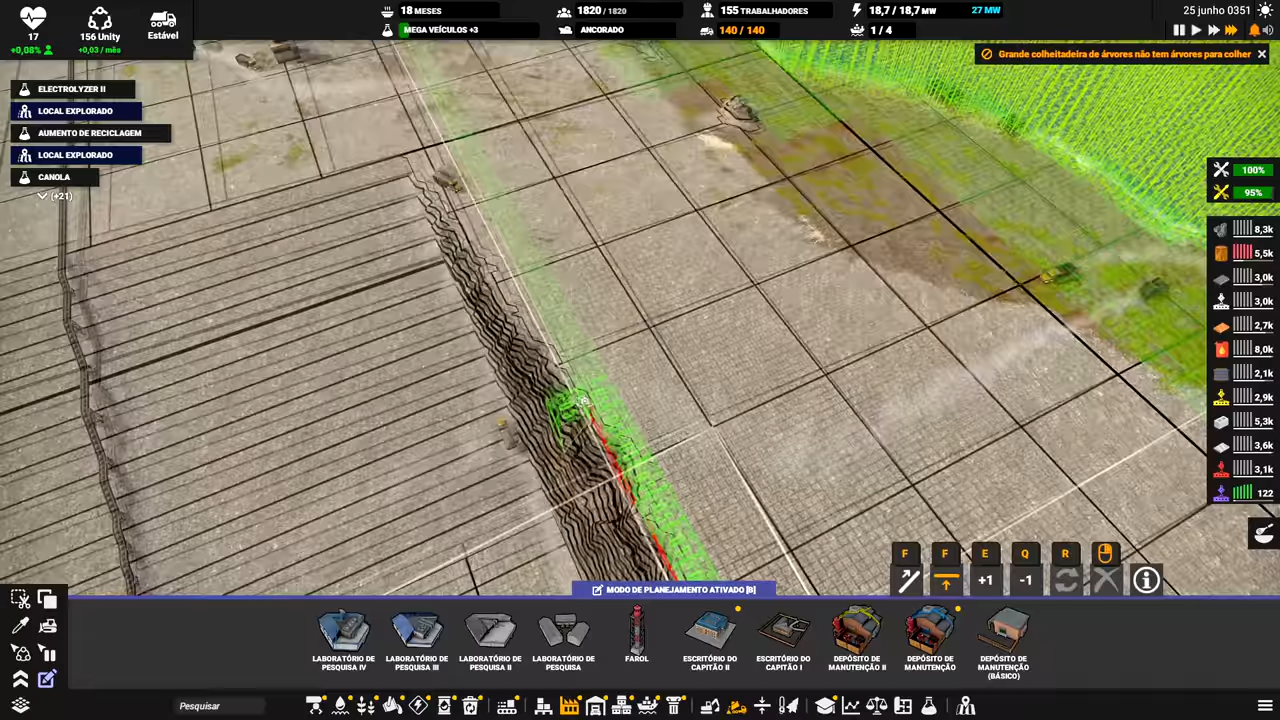 17
+0,08%
156 Unity
+0,03 / mês
Estável
18 MESES
MEGA VEÍCULOS +3
1820 / 1820
ANCORADO
155 TRABALHADORES
140 / 140
18,7 / 18,7 MW
27 MW
1 / 4
25 junho 0351
Grande colheitadeira de árvores não tem árvores para colher
ELECTROLYZER II
LOCAL EXPLORADO
AUMENTO DE RECICLAGEM
LOCAL EXPLORADO
CANOLA
(+21)
100%
95%
8,3k
5,5k
3,0k
3,0k
2,7k
8,0k
2,1k
2,9k
5,3k
3,6k
3,1k
122
F
F
E
Q
R
+1
-1
MODO DE PLANEJAMENTO ATIVADO [B]
LABORATÓRIO DE PESQUISA IV
LABORATÓRIO DE PESQUISA III
LABORATÓRIO DE PESQUISA II
LABORATÓRIO DE PESQUISA
FAROL
ESCRITÓRIO DO CAPITÃO II
ESCRITÓRIO DO CAPITÃO I
DEPÓSITO DE MANUTENÇÃO II
DEPÓSITO DE MANUTENÇÃO
DEPÓSITO DE MANUTENÇÃO (BÁSICO)
Pesquisar